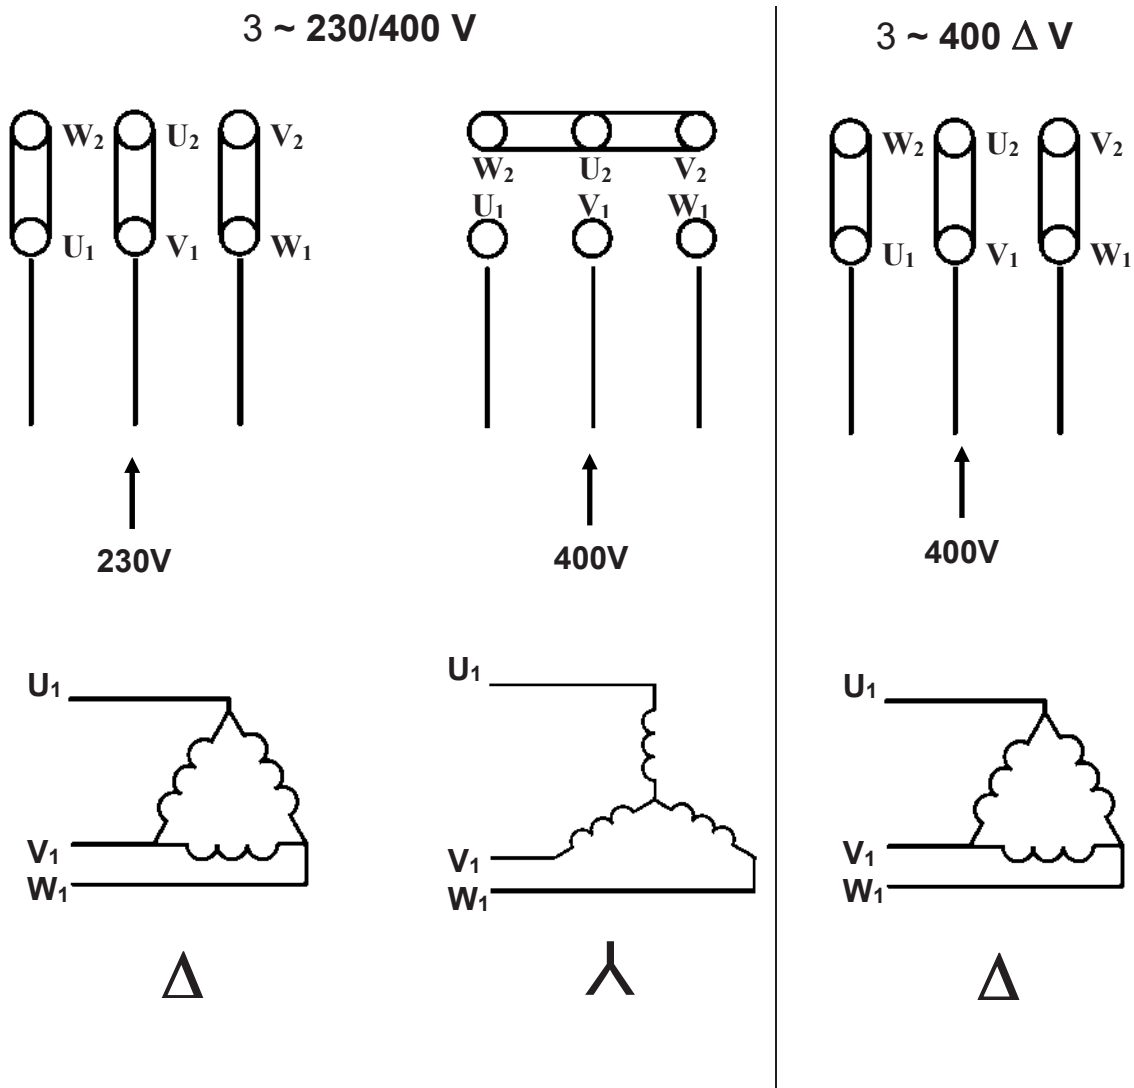 3 ~ 230/400 V
3 ~ 400 Δ V
W2 U2 V2
U1 V1 W1
230V
W2 U2 V2
U1 V1 W1
400V
W2 U2 V2
U1 V1 W1
400V
U1
V1
W1
Δ
U1
V1
W1
U1
V1
W1
Δ